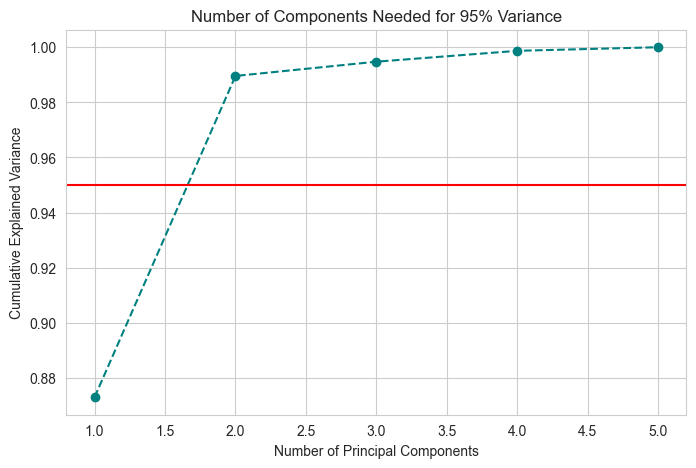 Number of Components Needed for 95% Variance
Cumulative Explained Variance
1.00
0.98
0.96
0.94
0.92
0.90
0.88
1.0 1.5 2.0 2.5 3.0 3.5 4.0 4.5 5.0
Number of Principal Components